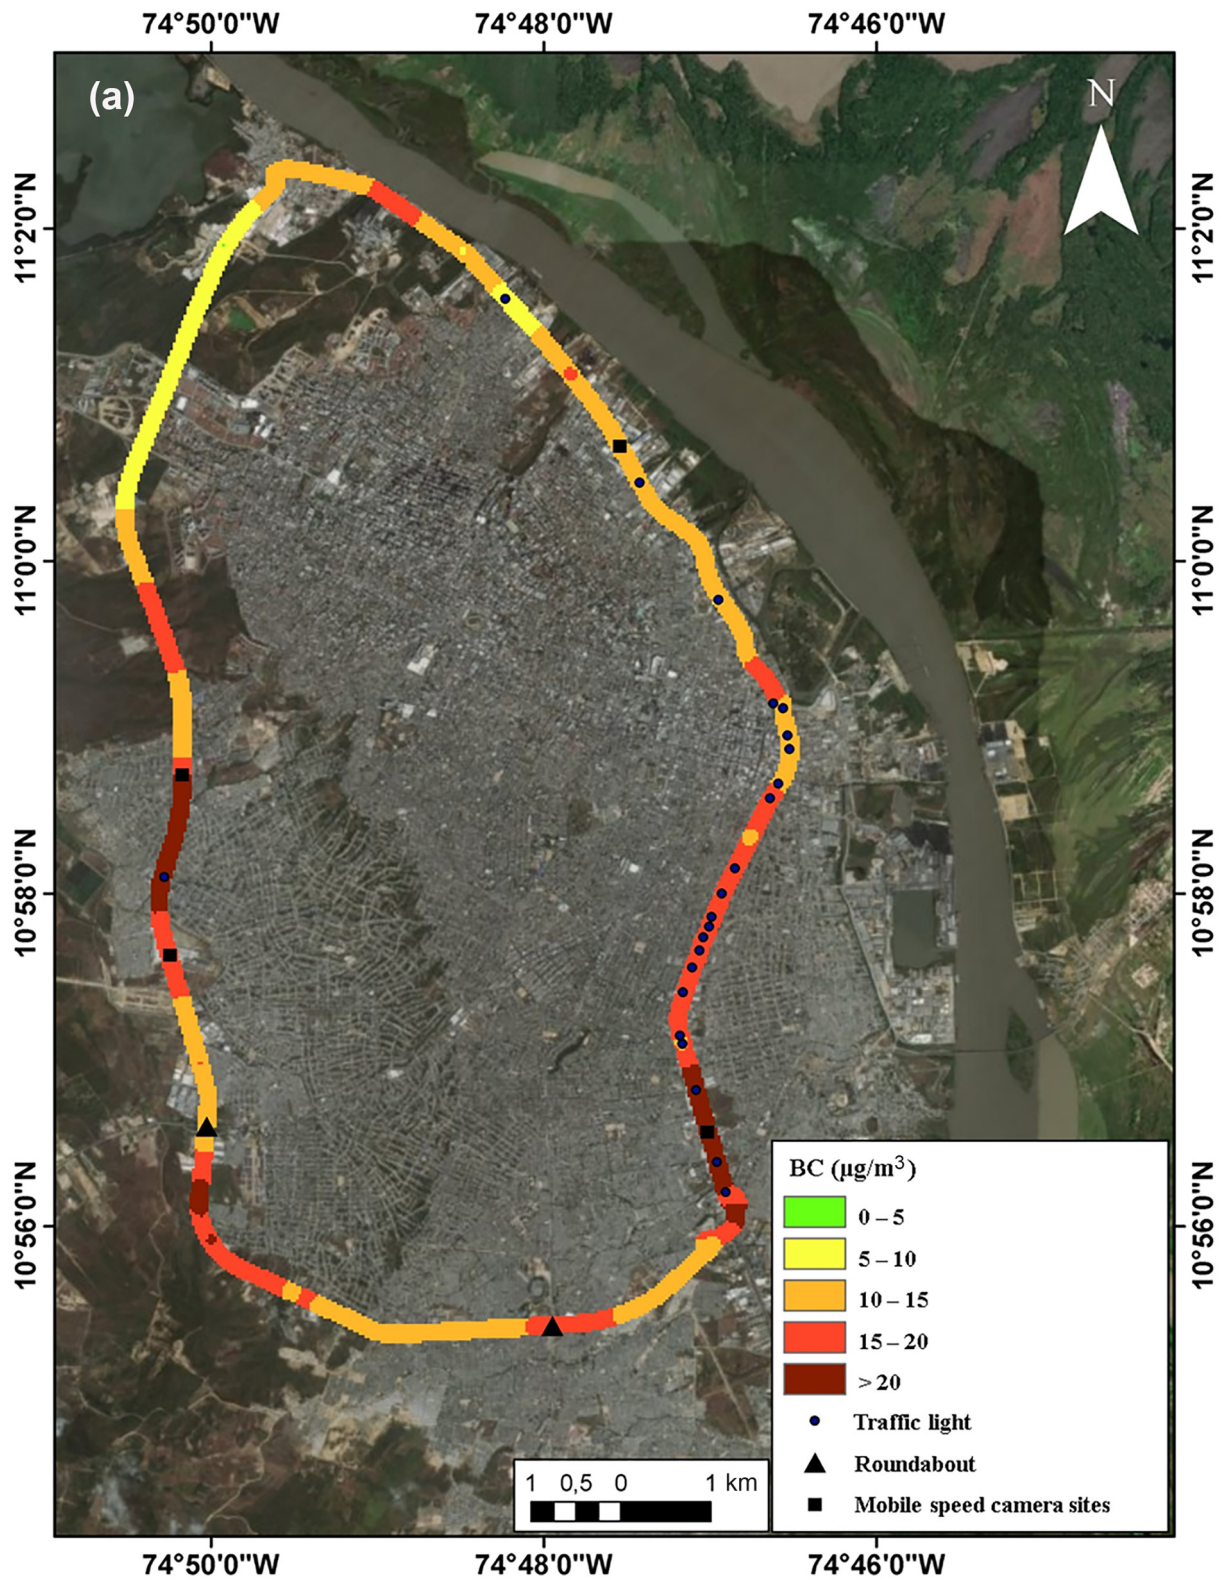 74°50'0"W 74°48'0"W 74°46'0"W
(a)
N
11°2'0"N
11°2'0"N
11°0'0"N
11°0'0"N
10°58'0"N
10°58'0"N
10°56'0"N
10°56'0"N
BC (μg/m³)
0 – 5
5 – 10
10 – 15
15 – 20
> 20
Traffic light
Roundabout
Mobile speed camera sites
1 0,5 0 1 km
74°50'0"W 74°48'0"W 74°46'0"W